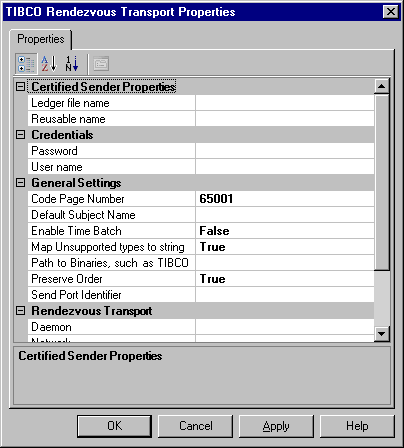 TIBCO Rendezvous Transport Properties
Properties
Certified Sender Properties
Ledger file name
Reusable name
Credentials
Password
User name
General Settings
Code Page Number 65001
Default Subject Name
Enable Time Batch False
Map Unsupported types to string True
Path to Binaries, such as TIBCO
Preserve Order True
Send Port Identifier
Rendezvous Transport
Daemon
Network
Certified Sender Properties
OK Cancel Apply Help